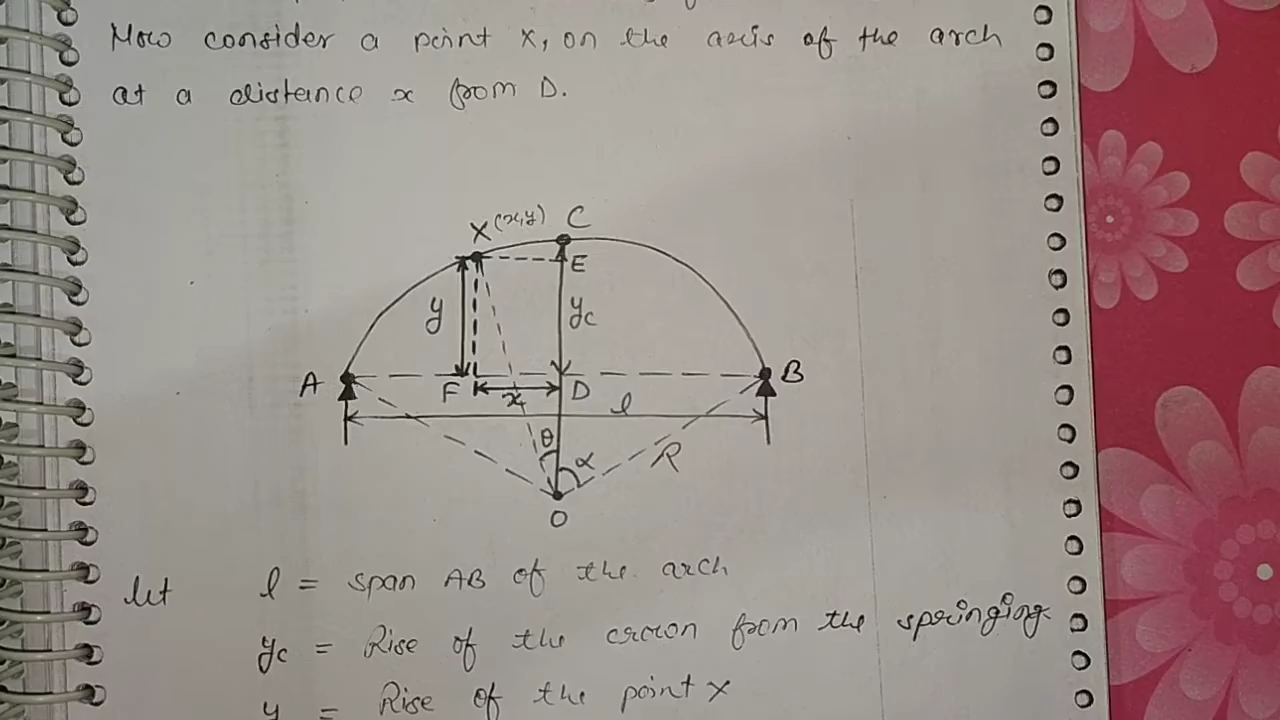 Now consider a point X, on the axis of the arch
at a distance x from D.
X (x,y) C
E
y
yc
A
F
x
D
B
l
θ
α
R
O
let l = span AB of the arch
yc = Rise of the crown from the springing
y = Rise of the point X